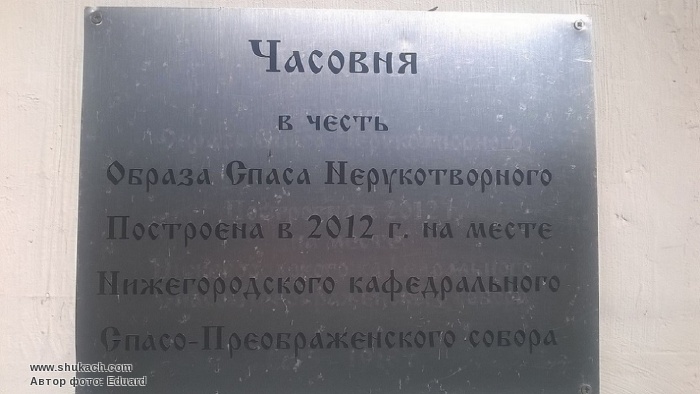 Часовня
в честь
Образа Спаса Нерукотворного
Построена в 2012 г. на месте
Нижегородского кафедрального
Спасо-Преображенского собора
www.shukach.com
Автор фото: Eduard